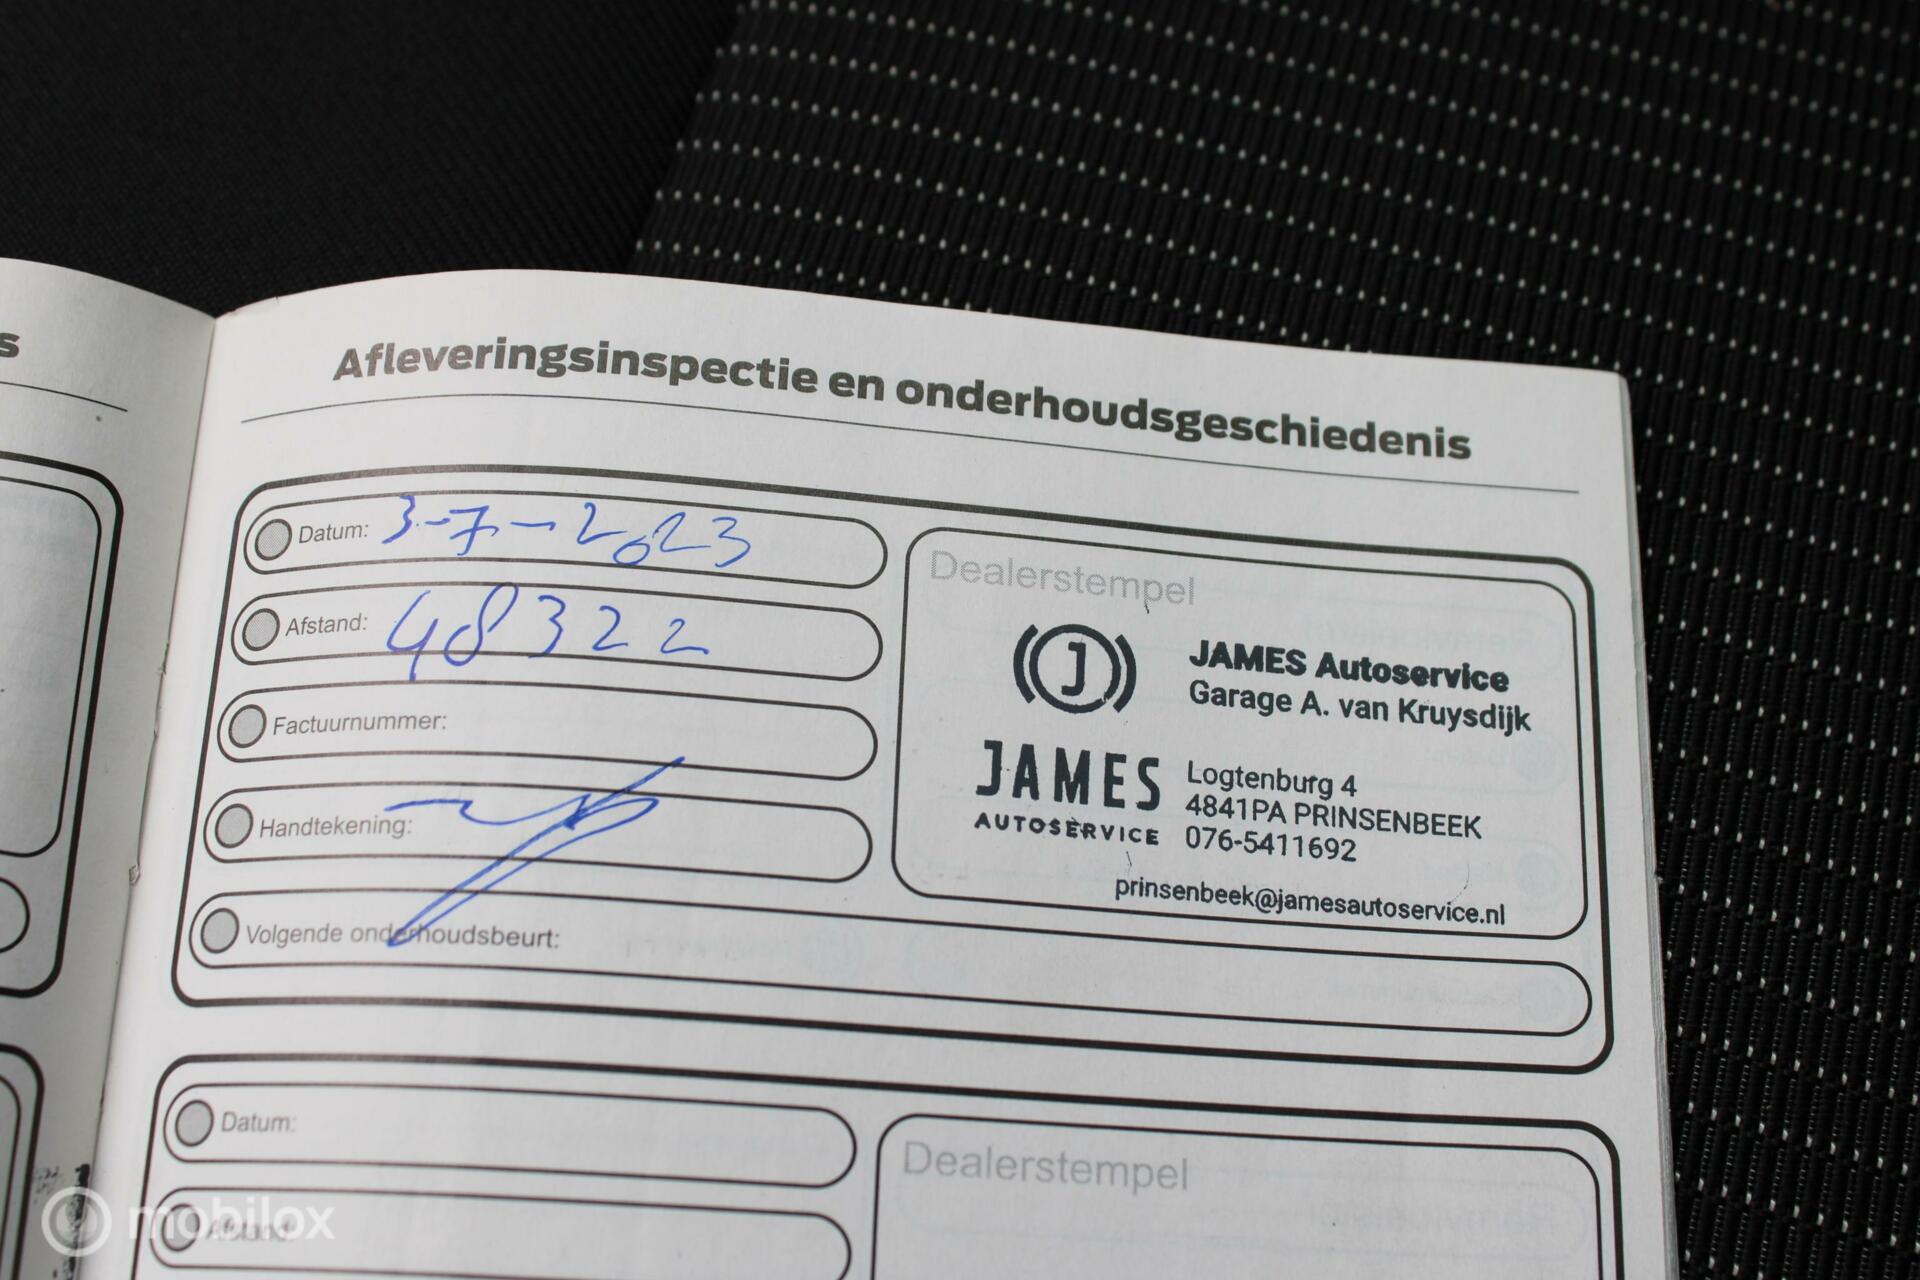 s
Afleveringsinspectie en onderhoudsgeschiedenis
Datum: 3-7-2023
Afstand: 48322
Factuurnummer:
Handtekening:
Volgende onderhoudsbeurt:
Dealerstempel
J
JAMES
AUTOSERVICE
JAMES Autoservice
Garage A. van Kruysdijk
Logtenburg 4
4841PA PRINSENBEEK
076-5411692
prinsenbeek@jamesautoservice.nl
Datum:
Afstand:
Dealerstempel
mobilox